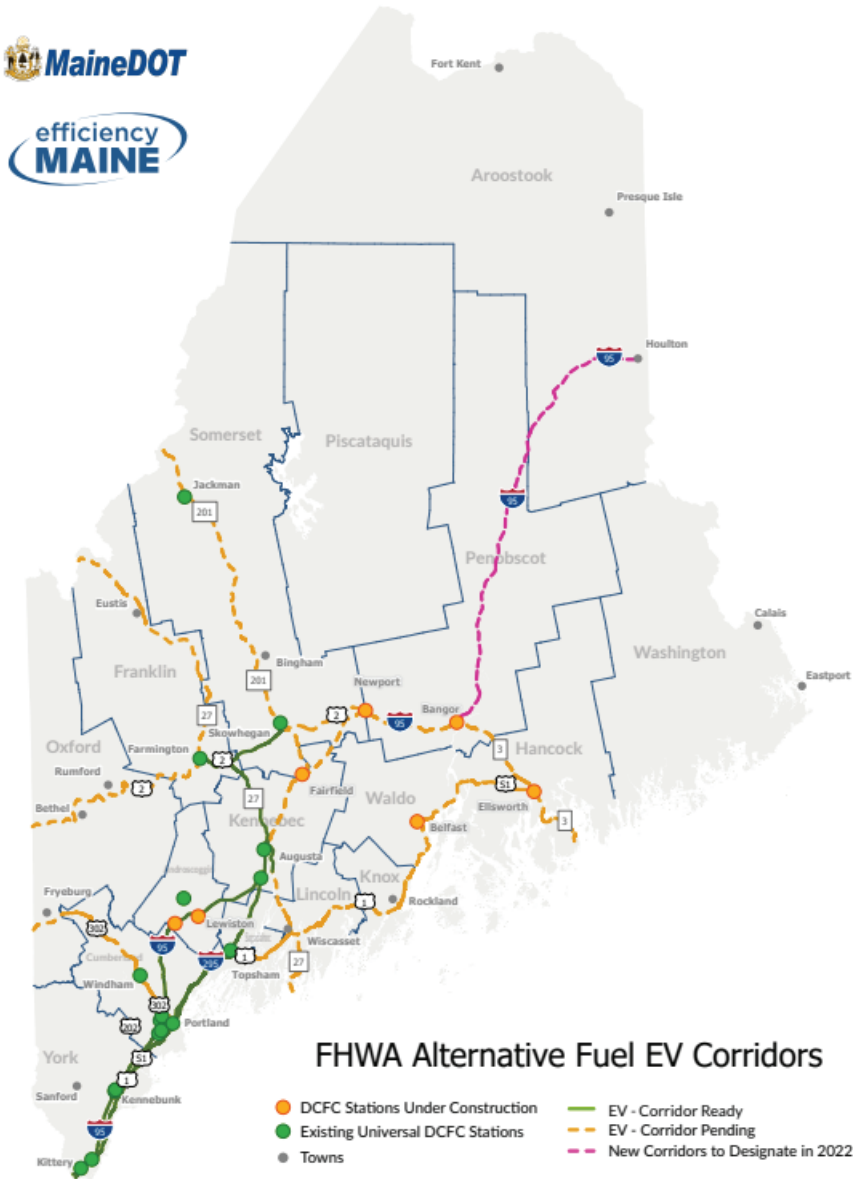 MaineDOT
efficiency
MAINE
Fort Kent
Aroostook
Presque Isle
95
Houlton
Somerset
Piscataquis
Jackman
201
95
Penobscot
Eustis
Calais
Washington
Bingham
Franklin
201
Newport
Eastport
27
2
Bangor
Skowhegan
95
3
Oxford
Farmington
Hancock
2
Rumford
2
S1
Fairfield
Waldo
Ellsworth
27
Bethel
Kennebec
Belfast
3
Augusta
Knox
Fryeburg
Lincoln
1
Rockland
302
Lewiston
95
Wiscasset
Cumberland
295
1
27
Topsham
Windham
302
202
Portland
S1
York
1
Sanford
Kennebunk
95
Kittery
FHWA Alternative Fuel EV Corridors
DCFC Stations Under Construction
Existing Universal DCFC Stations
Towns
EV - Corridor Ready
EV - Corridor Pending
New Corridors to Designate in 2022